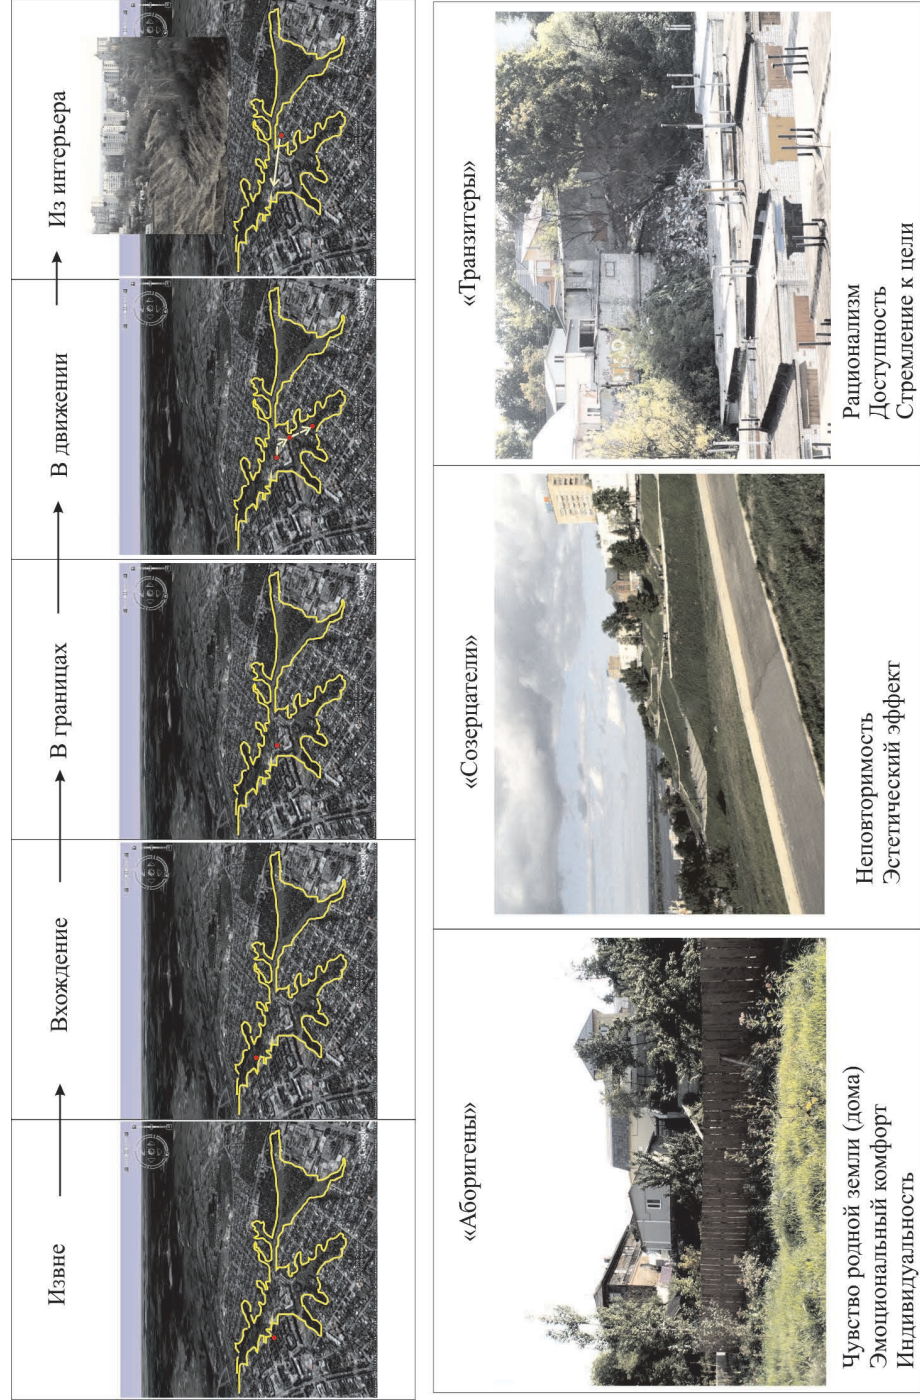 Извне
Вхождение
В границах
В движении
Из интерьера
«Аборигены»
Чувство родной земли (дома)
Эмоциональный комфорт
Индивидуальность
«Созерцатели»
Неповторимость
Эстетический эффект
«Транзитеры»
Рационализм
Доступность
Стремление к цели